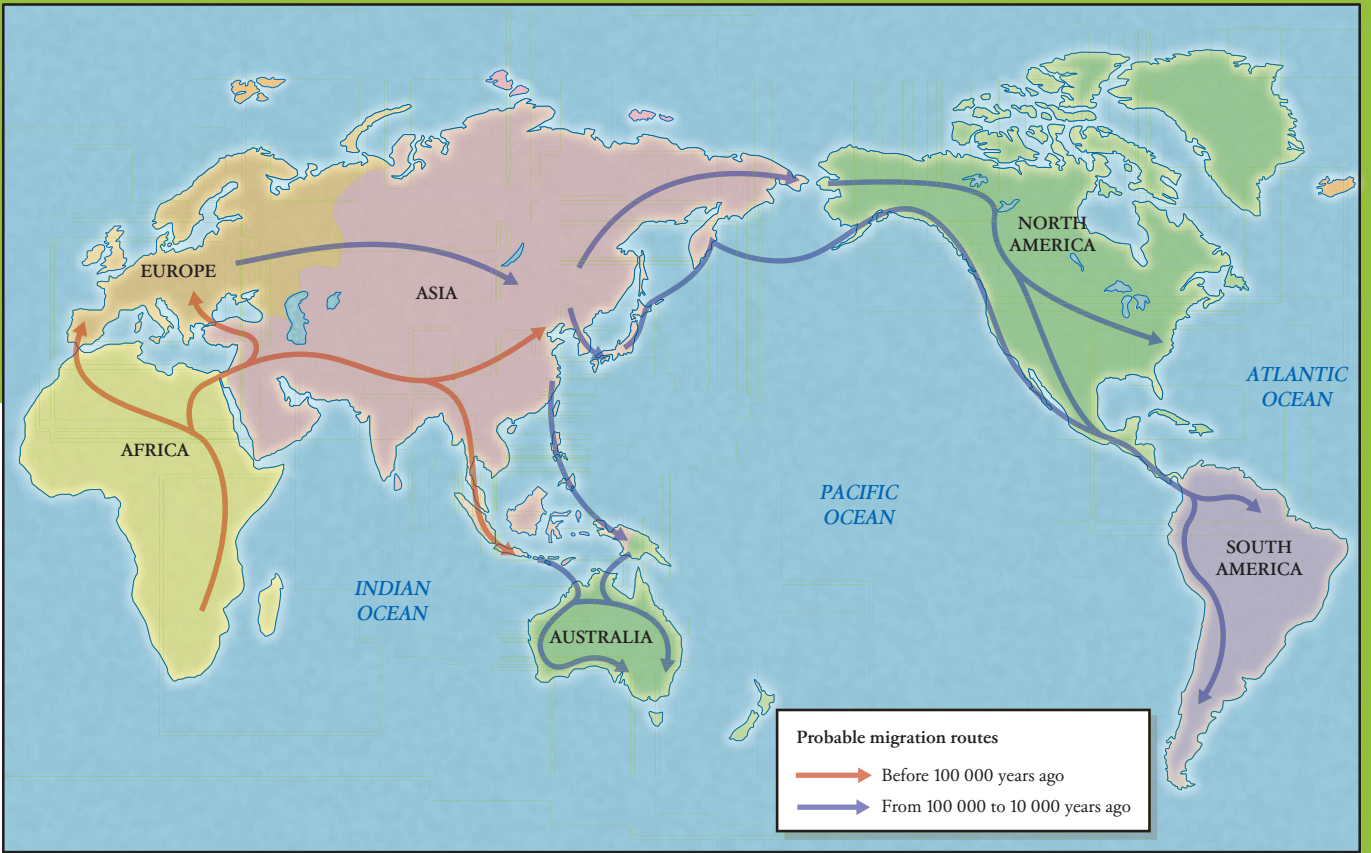 EUROPE
ASIA
NORTH
AMERICA
ATLANTIC
OCEAN
AFRICA
PACIFIC
OCEAN
INDIAN
OCEAN
SOUTH
AMERICA
AUSTRALIA
Probable migration routes
Before 100 000 years ago
From 100 000 to 10 000 years ago